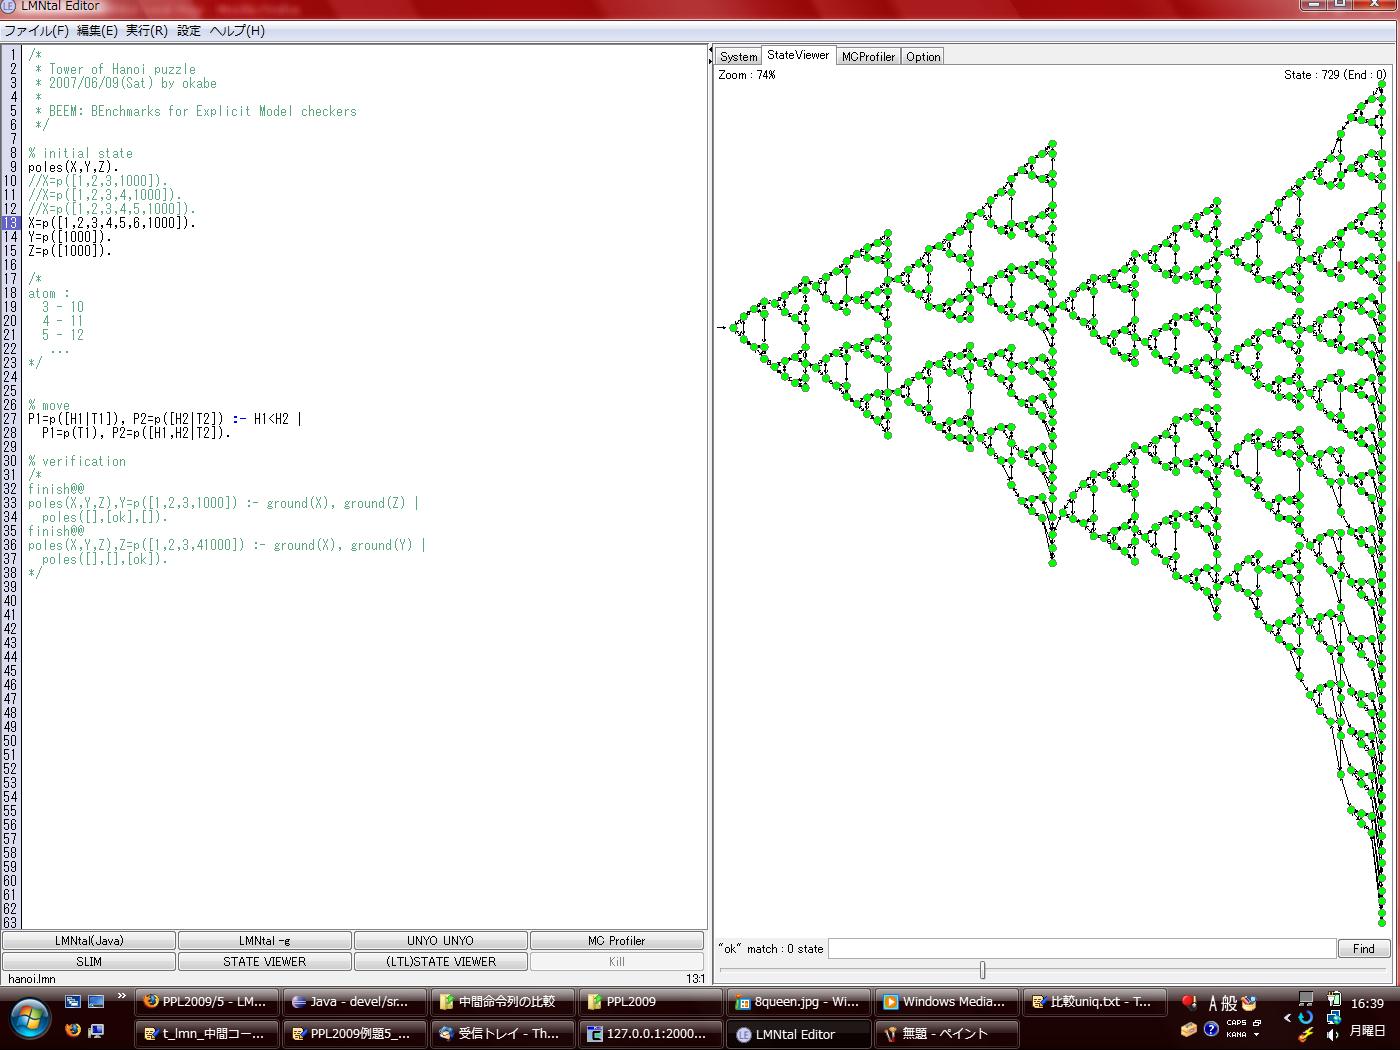 LMNtal Editor
ファイル(F) 編集(E) 実行(R) 設定 ヘルプ(H)
1 /*
2  * Tower of Hanoi puzzle
3  * 2007/06/09(Sat) by okabe
4  *
5  * BEEM: BEnchmarks for Explicit Model checkers
6  */
7
8 % initial state
9 poles(X,Y,Z).
10 //X=p([1,2,3,1000]).
11 //X=p([1,2,3,4,1000]).
12 //X=p([1,2,3,4,5,1000]).
13 X=p([1,2,3,4,5,6,1000]).
14 Y=p([1000]).
15 Z=p([1000]).
16
17 /*
18 atom :
19   3 - 10
20   4 - 11
21   5 - 12
22    ...
23 */
24
25
26 % move
27 P1=p([H1|T1]), P2=p([H2|T2]) :- H1<H2 |
28   P1=p(T1), P2=p([H1,H2|T2]).
29
30 % verification
31 /*
32 finish@@
33 poles(X,Y,Z),Y=p([1,2,3,1000]) :- ground(X), ground(Z) |
34   poles([],[ok],[]).
35 finish@@
36 poles(X,Y,Z),Z=p([1,2,3,41000]) :- ground(X), ground(Y) |
37   poles([],[],[ok]).
38 */
39
40
41
42
43
44
45
46
47
48
49
50
51
52
53
54
55
56
57
58
59
60
61
62
63
LMNtal(Java) LMNtal -g UNYO UNYO MC Profiler
SLIM STATE VIEWER (LTL)STATE VIEWER Kill
hanoi.lmn 13:1
System StateViewer MCProfiler Option
Zoom : 74% State : 729 (End : 0)
"ok" match : 0 state Find
PPL2009/5 - LM... Java - devel/sr... 中間命令列の比較 PPL2009 8queen.jpg - Wi... Windows Media... 比較uniq.txt - T... A 般 16:39
t_lmn_中間コー... PPL2009例題5_... 受信トレイ - Th... 127.0.0.1:2000... LMNtal Editor 無題 - ペイント CAPS KANA 月曜日